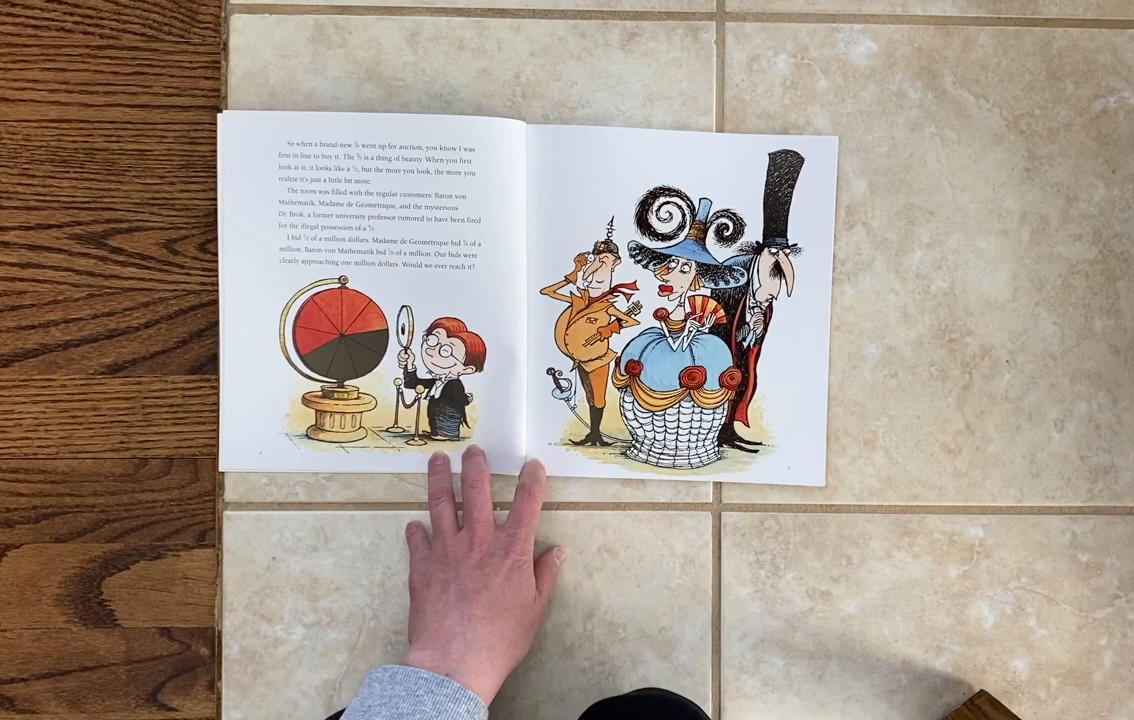 So when a brand-new went up for auction, you know I was
first in line to buy it. The is a thing of beauty. When you first
look at it, it looks like a ½, but the more you look, the more you
realize it's just a little bit more.
The room was filled with the regular customers: Baron von
Mathematik, Madame de Géométrique, and the mysterious
Dr. Brok, a former university professor rumored to have been fired
for the illegal possession of a
I bid of a million dollars. Madame de Géométrique bid of a
million. Baron von Mathematik bid of a million. Our bids were
clearly approaching one million dollars. Would we ever reach it?